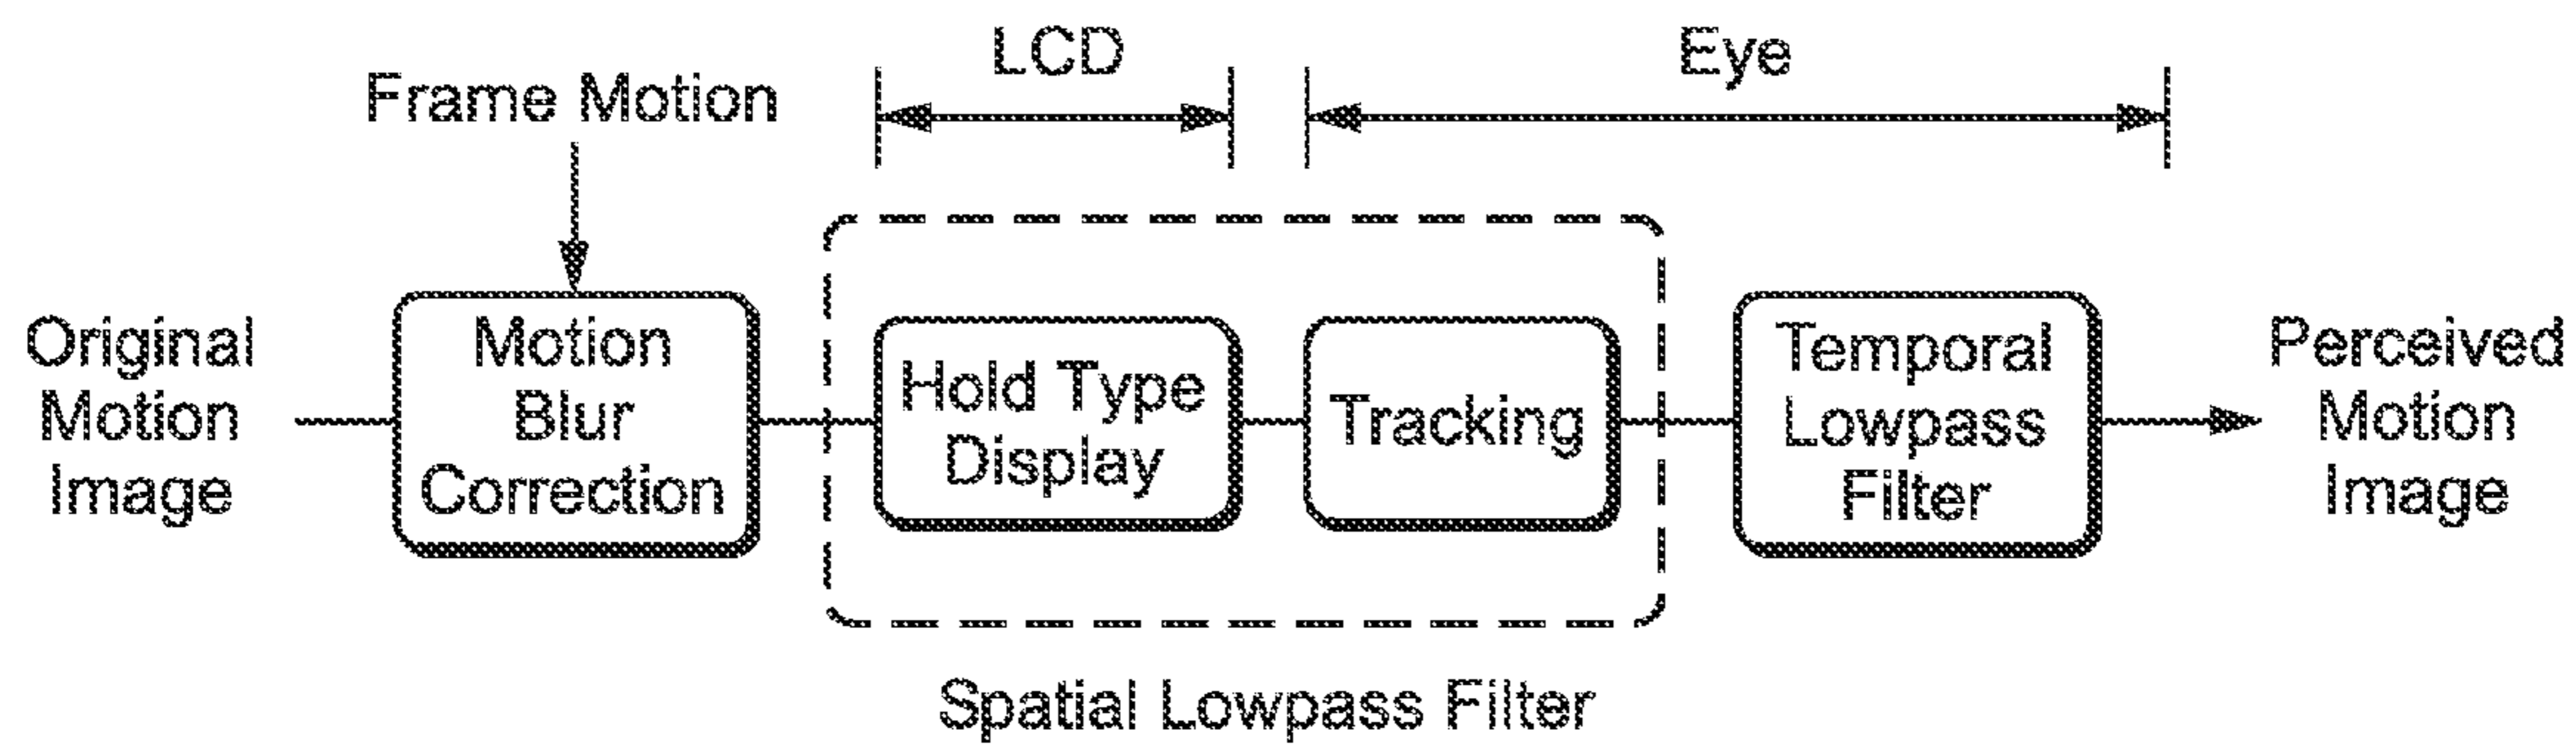 LCD
Eye
Frame Motion
Original
Motion
Image
Motion
Blur
Correction
Hold Type
Display
Tracking
Temporal
Lowpass
Filter
Perceived
Motion
Image
Spatial Lowpass Filter